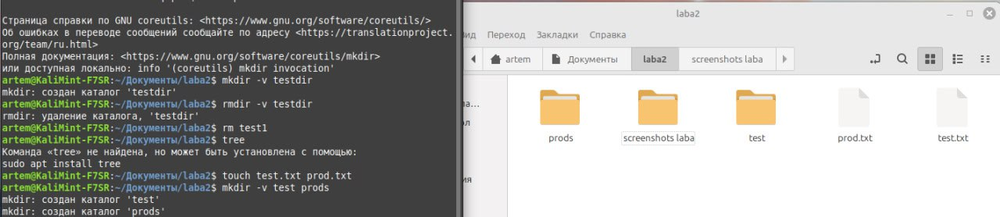 Страница справки по GNU coreutils: <https://www.gnu.org/software/coreutils/>
Об ошибках в переводе сообщений сообщайте по адресу <https://translationproject.
org/team/ru.html>
Полная документация: <https://www.gnu.org/software/coreutils/mkdir>
или доступная локально: info '(coreutils) mkdir invocation'
artem@KaliMint-F7SR:~/Документы/laba2$ mkdir -v testdir
mkdir: создан каталог 'testdir'
artem@KaliMint-F7SR:~/Документы/laba2$ rmdir -v testdir
rmdir: удаление каталога, 'testdir'
artem@KaliMint-F7SR:~/Документы/laba2$ rm test1
artem@KaliMint-F7SR:~/Документы/laba2$ tree
Команда «tree» не найдена, но может быть установлена с помощью:
sudo apt install tree
artem@KaliMint-F7SR:~/Документы/laba2$ touch test.txt prod.txt
artem@KaliMint-F7SR:~/Документы/laba2$ mkdir -v test prods
mkdir: создан каталог 'test'
mkdir: создан каталог 'prods'
laba2
Вид Переход Закладки Справка
artem Документы laba2 screenshots laba
prods screenshots laba test prod.txt test.txt